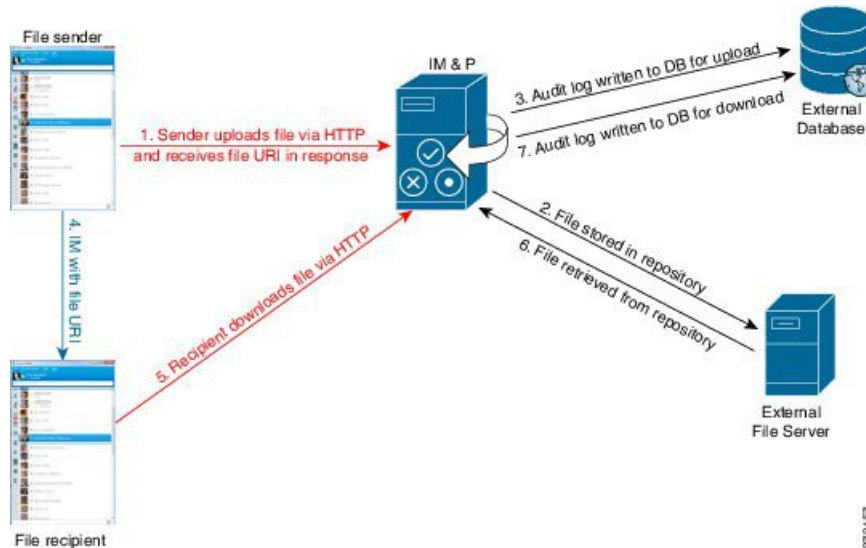 File sender
IM & P
1. Sender uploads file via HTTP
and receives file URI in response
3. Audit log written to DB for upload
7. Audit log written to DB for download
External
Database
4. IM with file URI
5. Recipient downloads file via HTTP
2. File stored in repository
6. File retrieved from repository
External
File Server
File recipient